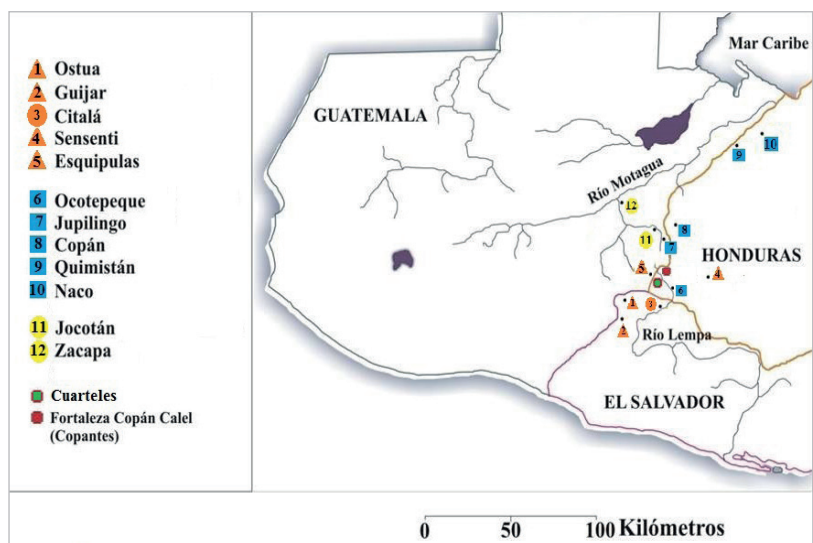 1 Ostua
2 Guijar
3 Citalá
4 Sensenti
5 Esquipulas
6 Ocotepeque
7 Jupilingo
8 Copán
9 Quimistán
10 Naco
11 Jocotán
12 Zacapa
Cuarteles
Fortaleza Copán Calel
(Copantes)
Mar Caribe
GUATEMALA
10
9
Río Motagua
12
8
11
7
HONDURAS
5
4
6
1
3
2
Río Lempa
EL SALVADOR
0 50 100 Kilómetros